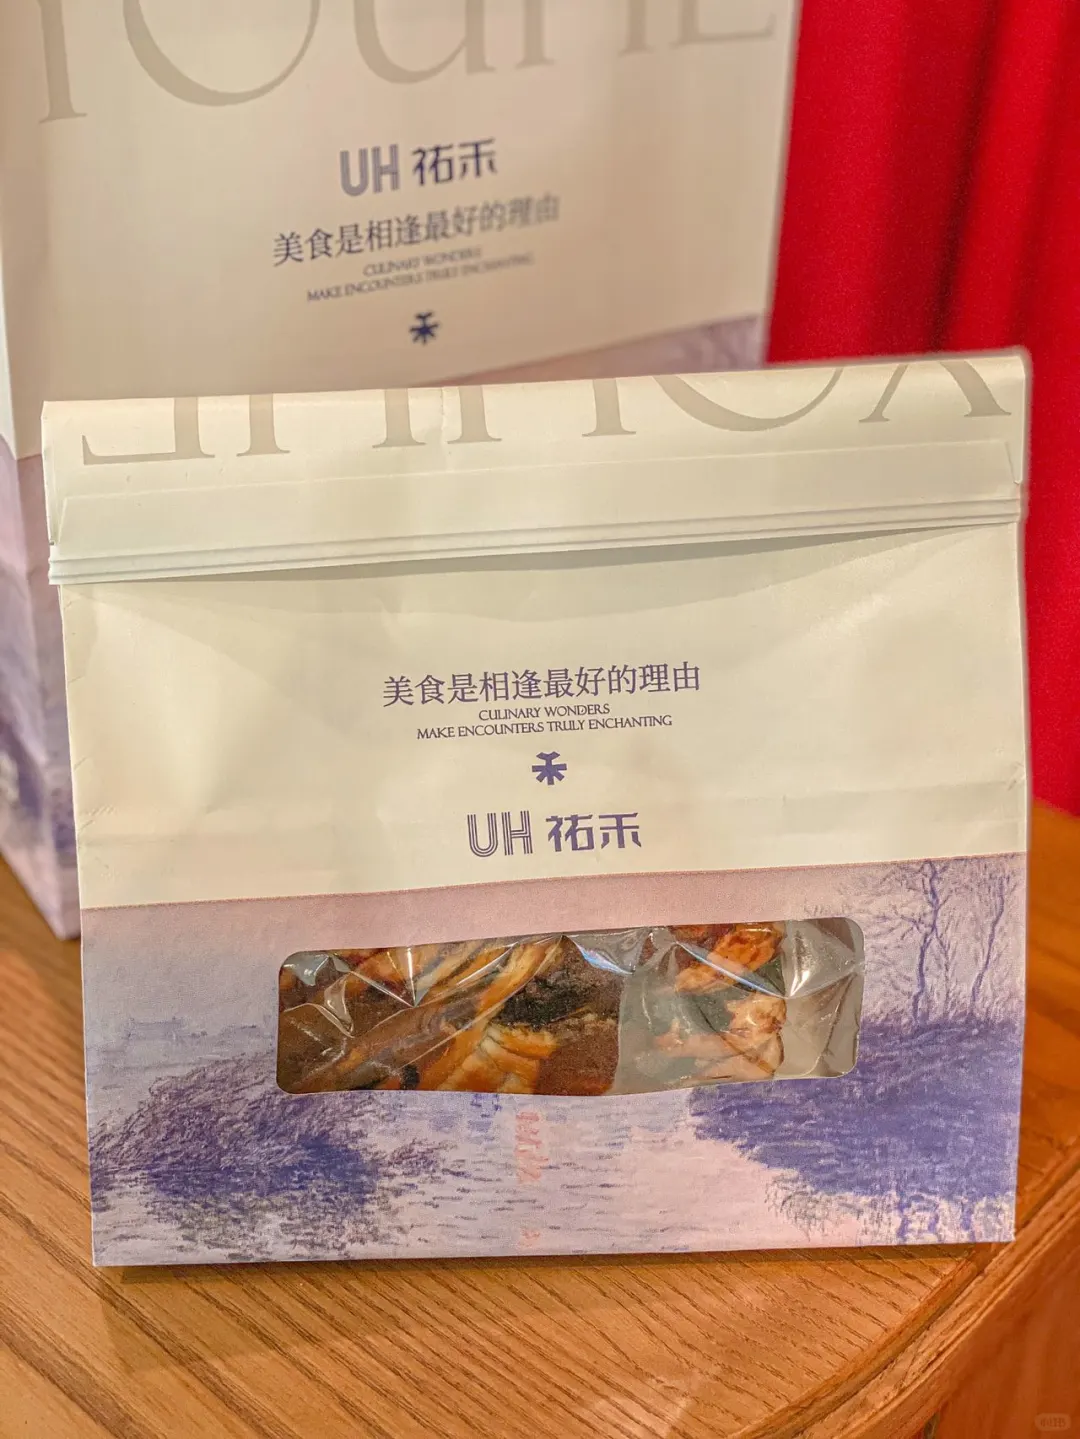 YOUHE
UH 祐禾
美食是相逢最好的理由
CULINARY WONDERS
MAKE ENCOUNTERS TRULY ENCHANTING
YOUHE
美食是相逢最好的理由
CULINARY WONDERS
MAKE ENCOUNTERS TRULY ENCHANTING
UH 祐禾